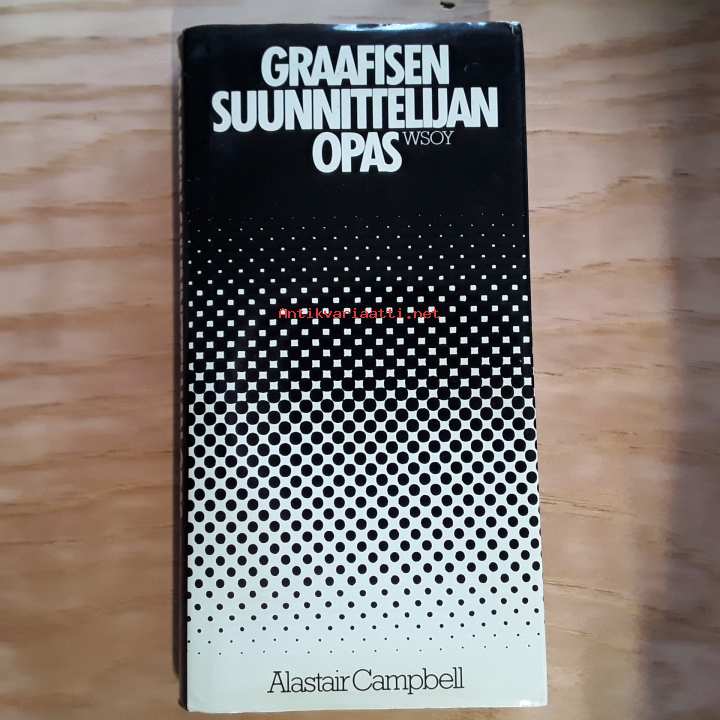 GRAAFISEN
SUUNNITTELIJAN
OPAS WSOY
Antikvariaatti.net
Alastair Campbell